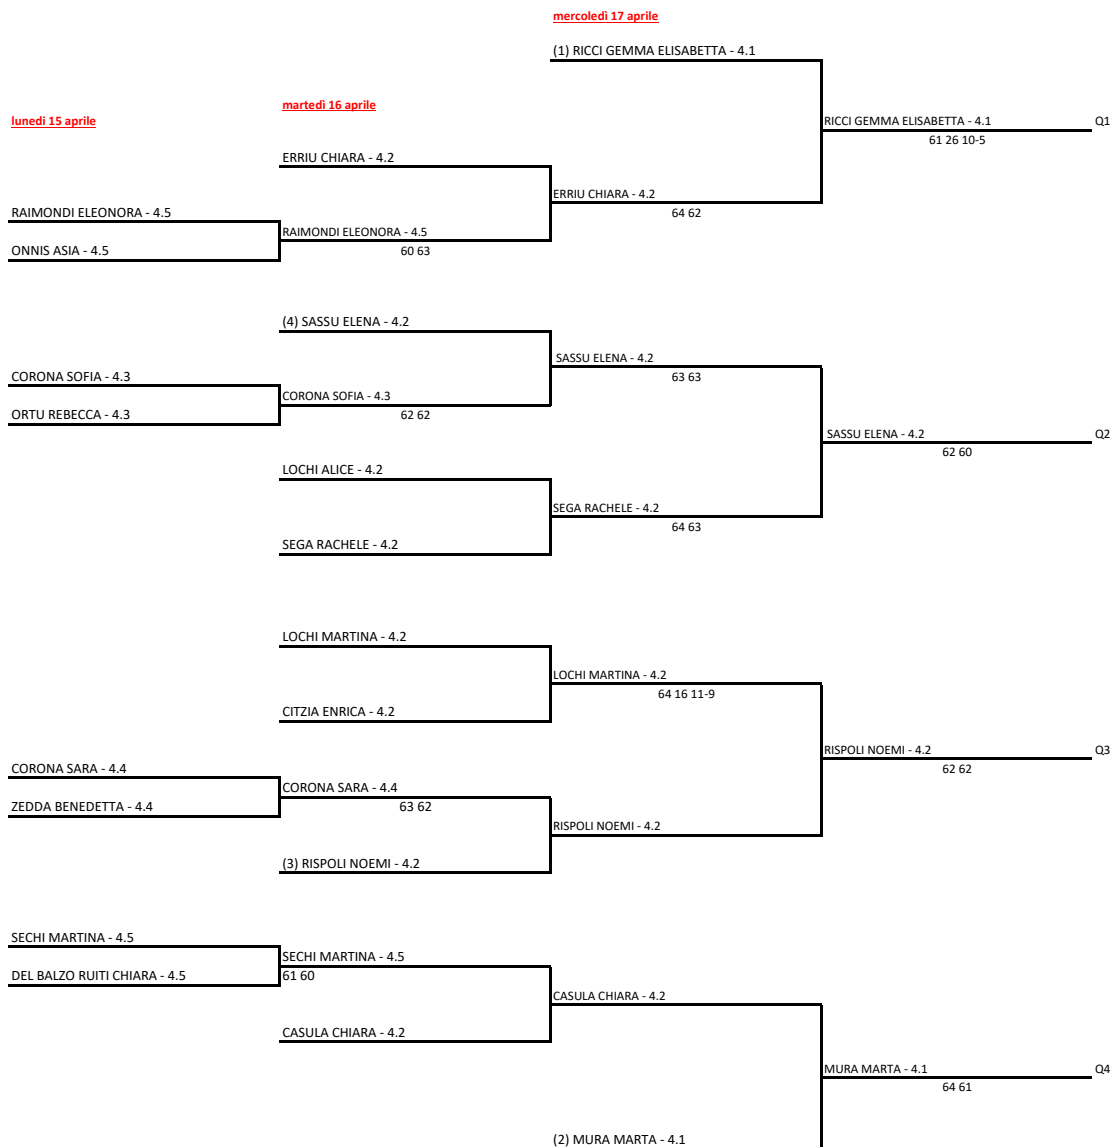 mercoledì 17 aprile
(1) RICCI GEMMA ELISABETTA - 4.1
martedì 16 aprile
lunedì 15 aprile
RICCI GEMMA ELISABETTA - 4.1
Q1
61 26 10-5
ERRIU CHIARA - 4.2
ERRIU CHIARA - 4.2
64 62
RAIMONDI ELEONORA - 4.5
RAIMONDI ELEONORA - 4.5
60 63
ONNIS ASIA - 4.5
(4) SASSU ELENA - 4.2
SASSU ELENA - 4.2
63 63
CORONA SOFIA - 4.3
CORONA SOFIA - 4.3
62 62
ORTU REBECCA - 4.3
SASSU ELENA - 4.2
Q2
62 60
LOCHI ALICE - 4.2
SEGA RACHELE - 4.2
64 63
SEGA RACHELE - 4.2
LOCHI MARTINA - 4.2
LOCHI MARTINA - 4.2
64 16 11-9
CITZIA ENRICA - 4.2
RISPOLI NOEMI - 4.2
Q3
62 62
CORONA SARA - 4.4
CORONA SARA - 4.4
63 62
ZEDDA BENEDETTA - 4.4
RISPOLI NOEMI - 4.2
(3) RISPOLI NOEMI - 4.2
SECHI MARTINA - 4.5
SECHI MARTINA - 4.5
61 60
DEL BALZO RUITI CHIARA - 4.5
CASULA CHIARA - 4.2
CASULA CHIARA - 4.2
MURA MARTA - 4.1
Q4
64 61
(2) MURA MARTA - 4.1